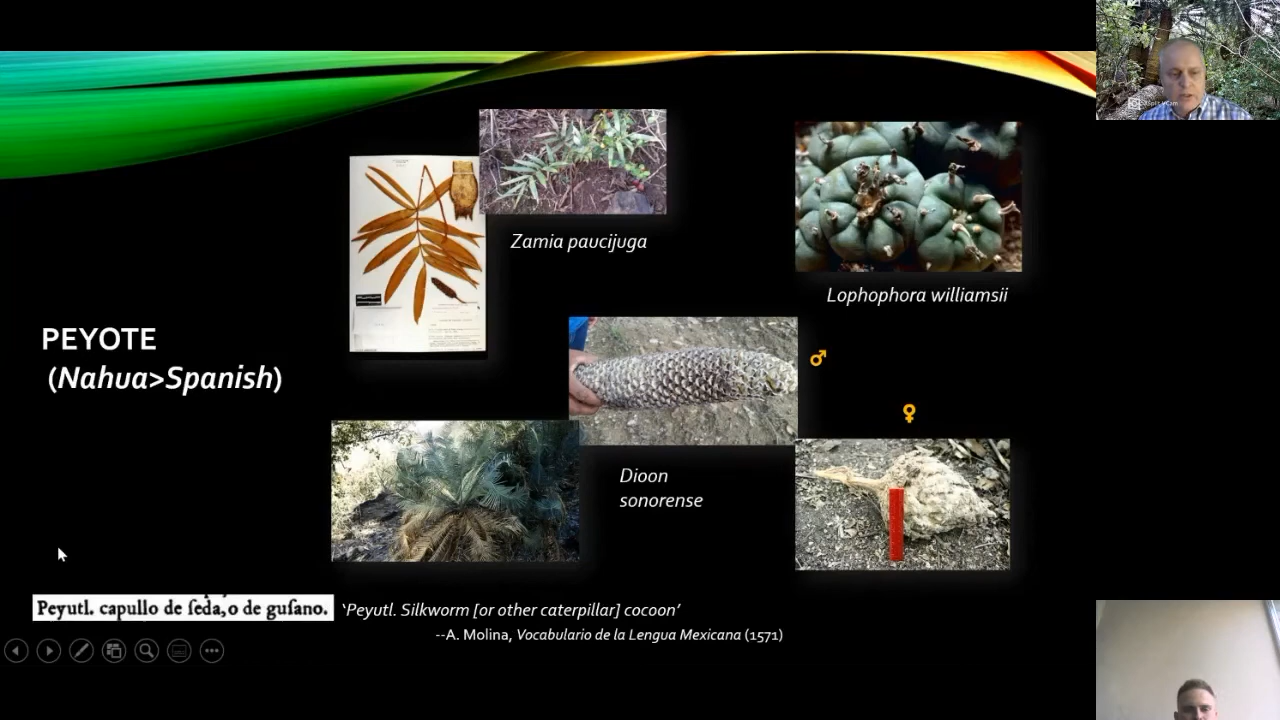 Zamia paucijuga
Lophophora williamsii
PEYOTE
(Nahua>Spanish)
♂
♀
Dioon
sonorense
Peyutl. capullo de ſeda, o de guſano.
‘Peyutl. Silkworm [or other caterpillar] cocoon’
--A. Molina, Vocabulario de la Lengua Mexicana (1571)